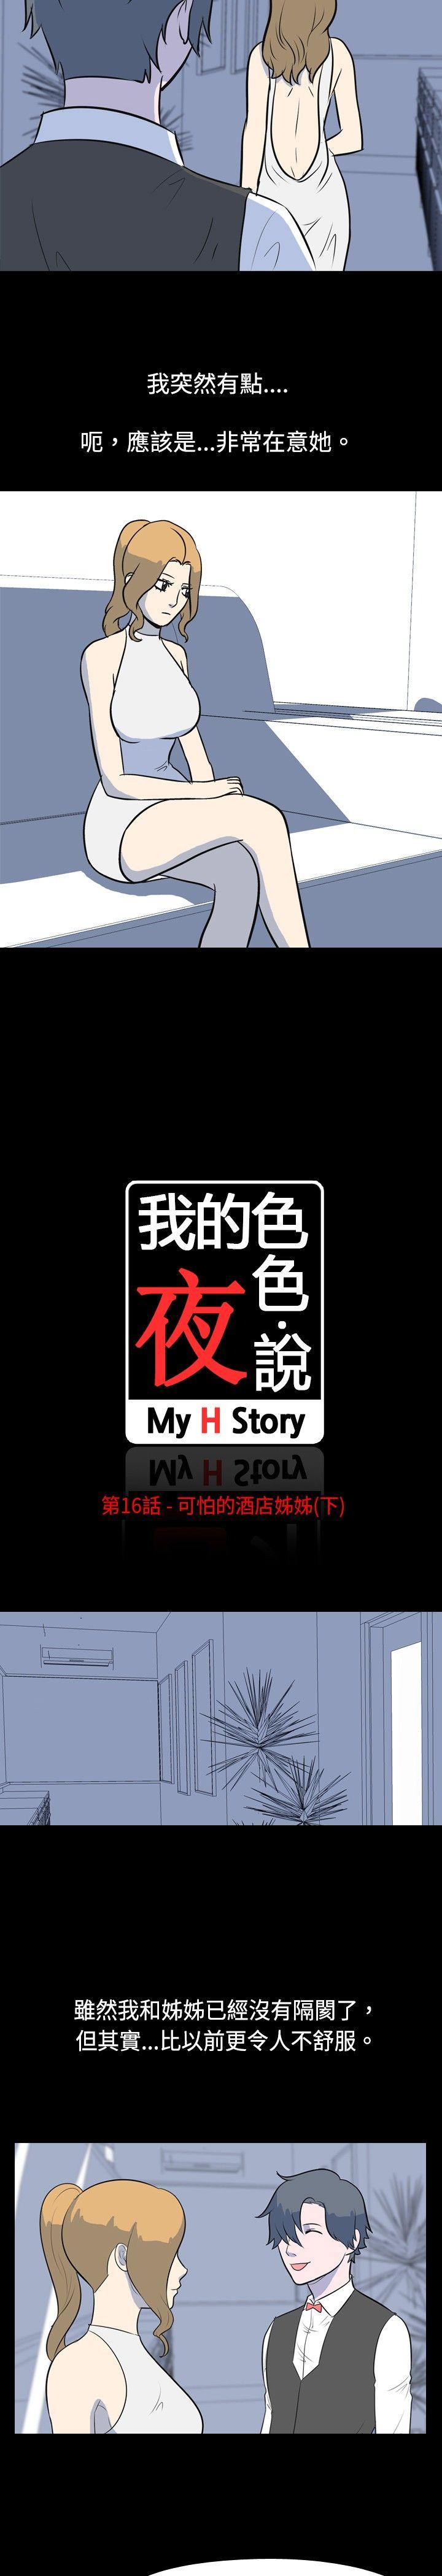 我突然有點....
呃，應該是...非常在意她。
我的色
夜
色·說
My H Story
第16話 - 可怕的酒店姊姊(下)
雖然我和姊姊已經沒有隔閡了，
但其實...比以前更令人不舒服。